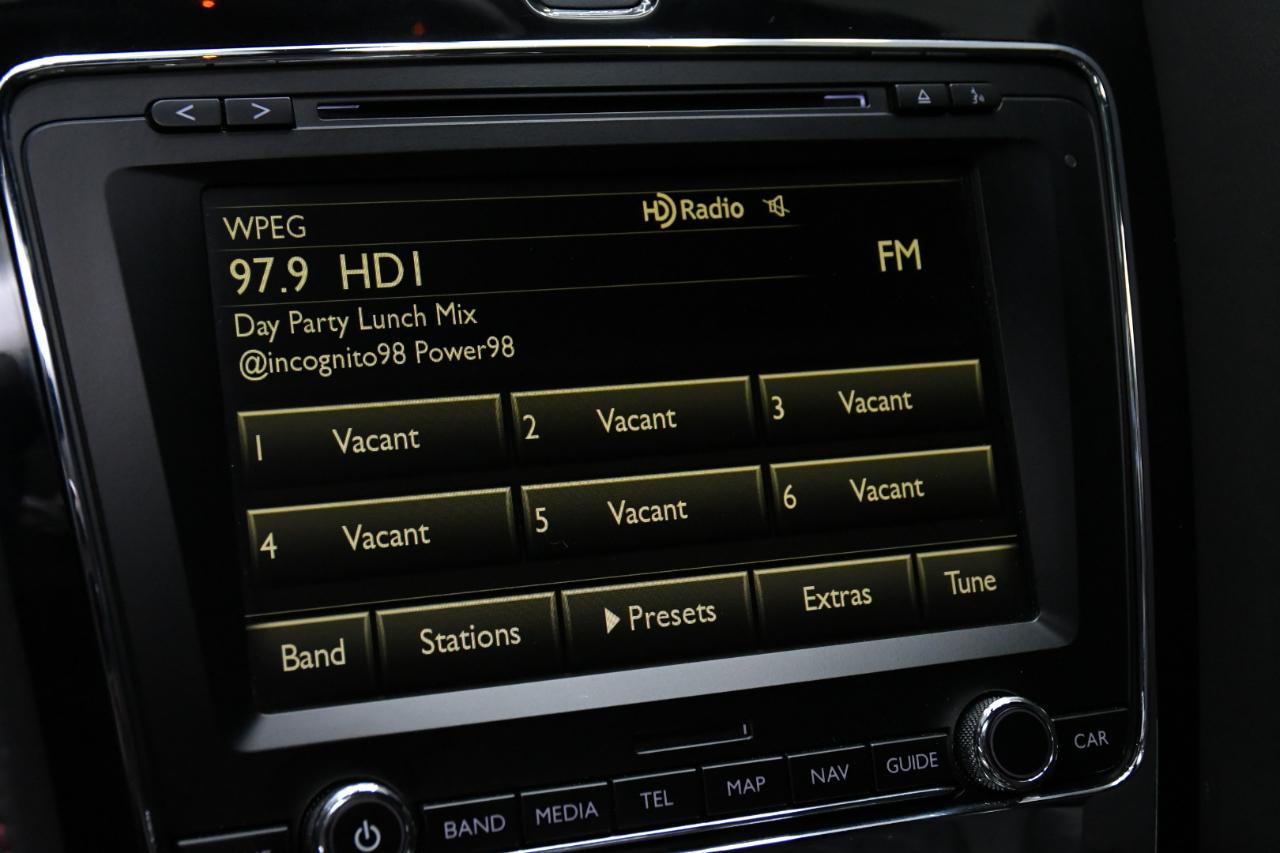 < >
WPEG HD Radio
97.9 HD1 FM
Day Party Lunch Mix
@incognito98 Power98
1 Vacant 2 Vacant 3 Vacant
4 Vacant 5 Vacant 6 Vacant
Band Stations Presets Extras Tune
BAND MEDIA TEL MAP NAV GUIDE CAR